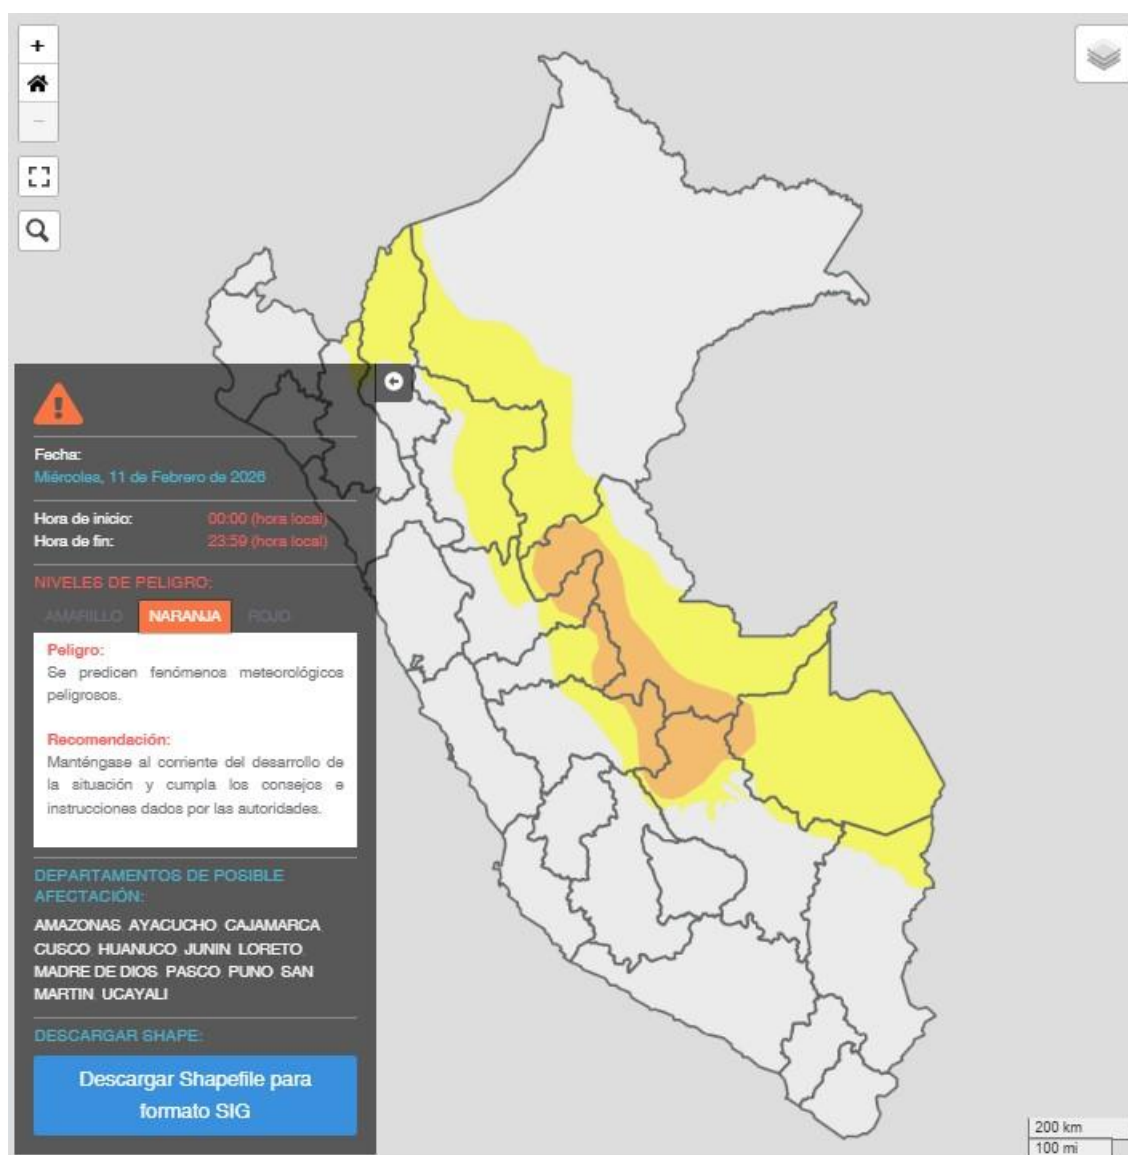 +
−
Fecha:
Miércoles, 11 de Febrero de 2026
Hora de inicio: 00:00 (hora local)
Hora de fin: 23:59 (hora local)
NIVELES DE PELIGRO:
AMARILLO NARANJA ROJO
Peligro:
Se predicen fenómenos meteorológicos
peligrosos.
Recomendación:
Manténgase al corriente del desarrollo de
la situación y cumpla los consejos e
instrucciones dados por las autoridades.
DEPARTAMENTOS DE POSIBLE
AFECTACIÓN:
AMAZONAS AYACUCHO CAJAMARCA
CUSCO HUANUCO JUNIN LORETO
MADRE DE DIOS PASCO PUNO SAN
MARTIN UCAYALI
DESCARGAR SHAPE:
Descargar Shapefile para
formato SIG
200 km
100 mi